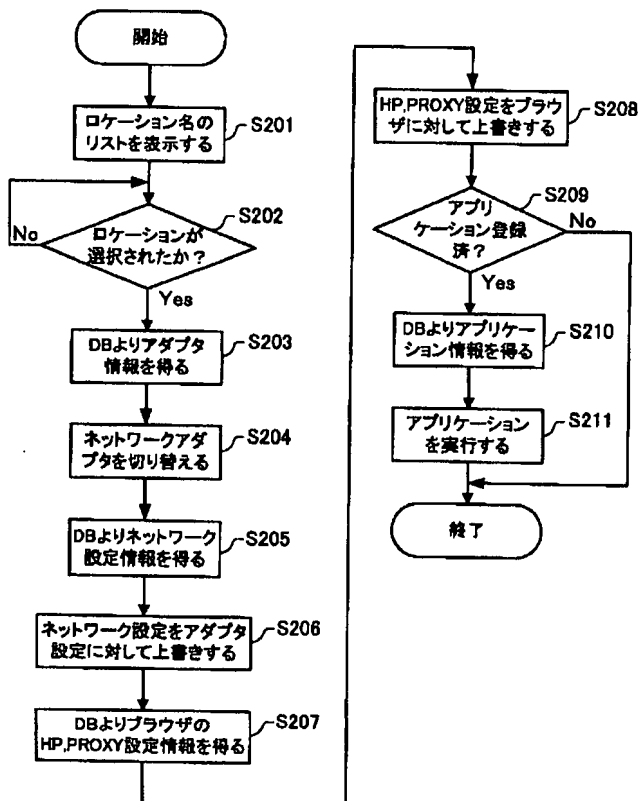 開始
ロケーション名の
リストを表示する
S201
S202
No
ロケーションが
選択されたか？
Yes
DBよりアダプタ
情報を得る
S203
ネットワークアダ
プタを切り替える
S204
DBよりネットワーク
設定情報を得る
S205
ネットワーク設定をアダプタ
設定に対して上書きする
S206
DBよりブラウザの
HP,PROXY設定情報を得る
S207
HP,PROXY設定をブラウ
ザに対して上書きする
S208
S209
アプリ
ケーション登録
済？
No
Yes
DBよりアプリケー
ション情報を得る
S210
アプリケーション
を実行する
S211
終了